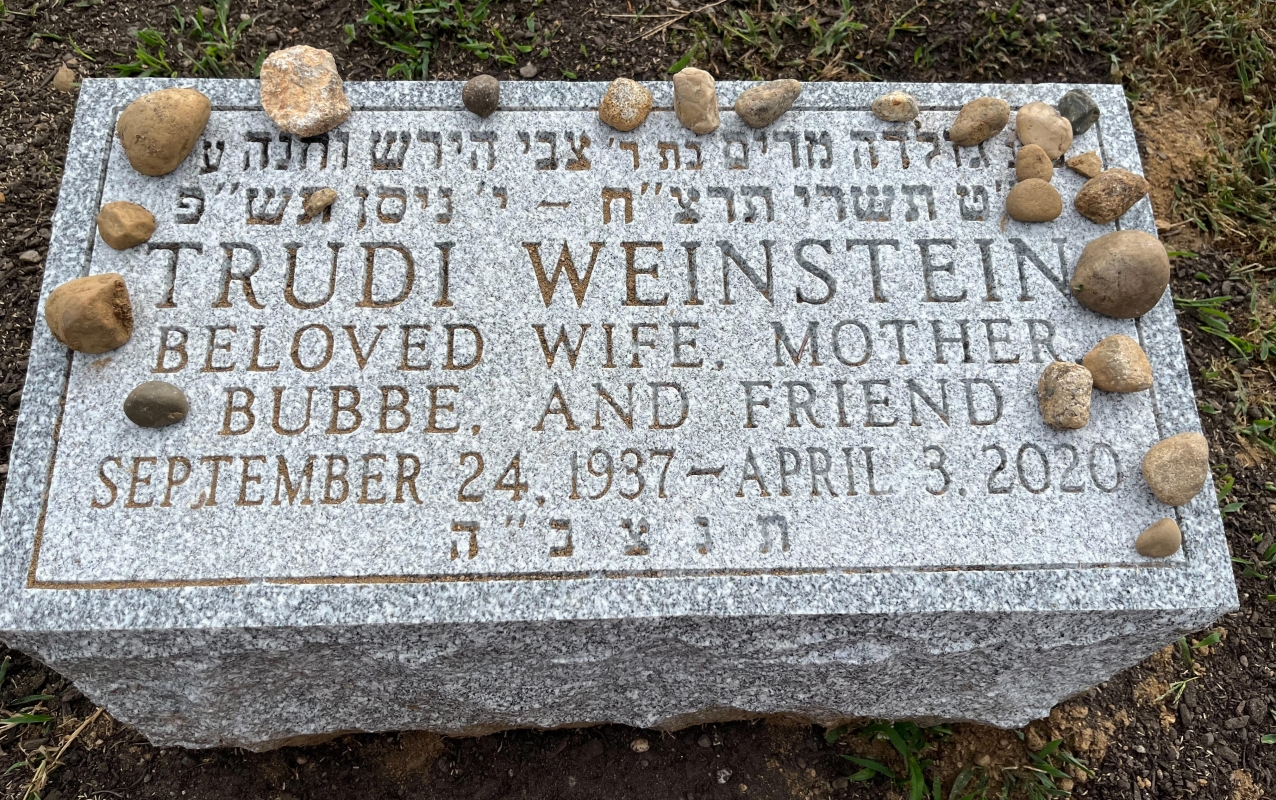 גולדה מרים בת ר' צבי הירש וחנה ע
'ט תשרי תרצ"ח – י' ניסן תש"פ
TRUDI WEINSTEIN
BELOVED WIFE, MOTHER
BUBBE, AND FRIEND
SEPTEMBER 24, 1937 ~ APRIL 3, 2020
ת נ צ ב"ה